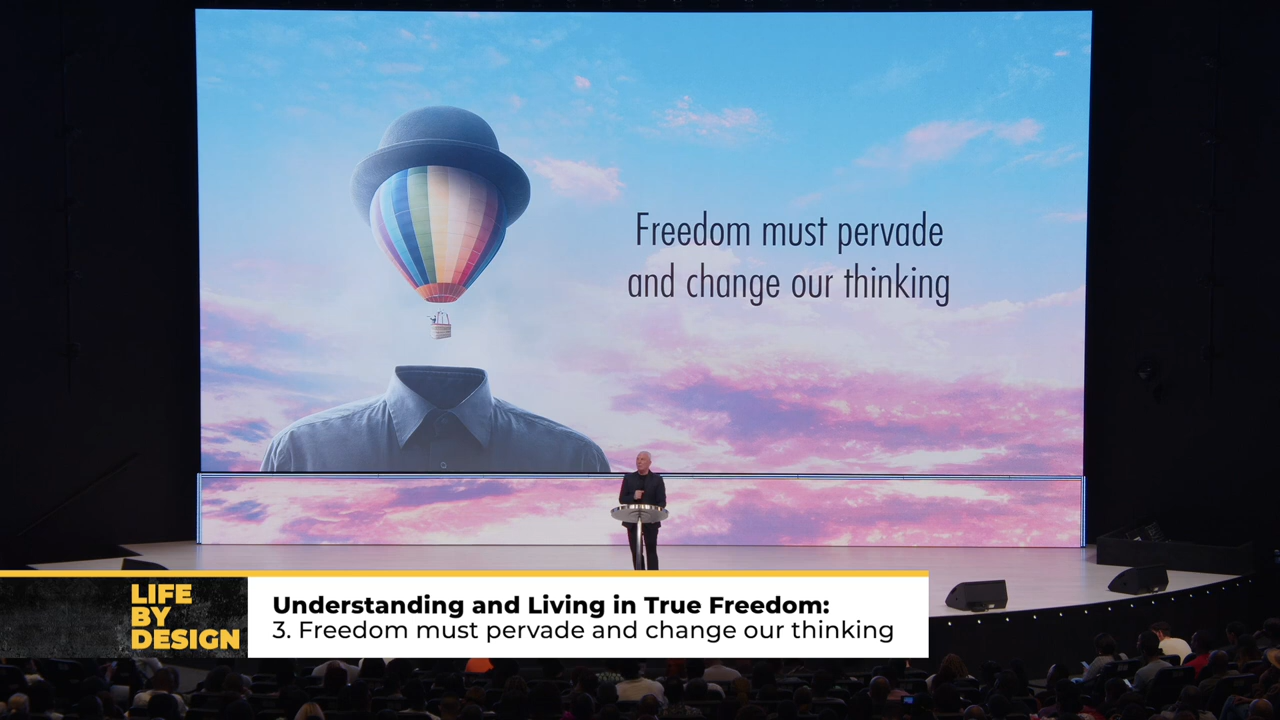 Freedom must pervade
and change our thinking
LIFE
BY
DESIGN
Understanding and Living in True Freedom:
3. Freedom must pervade and change our thinking